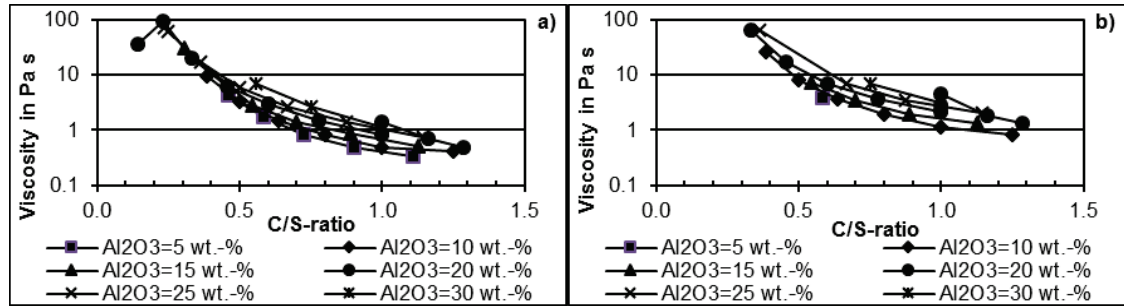 a)
Viscosity in Pa s
100
10
1
0.1
0.0 0.5 1.0 1.5
C/S-ratio
Al2O3=5 wt.-% Al2O3=10 wt.-%
Al2O3=15 wt.-% Al2O3=20 wt.-%
Al2O3=25 wt.-% Al2O3=30 wt.-%
b)
Viscosity in Pa s
100
10
1
0.1
0.0 0.5 1.0 1.5
C/S-ratio
Al2O3=5 wt.-% Al2O3=10 wt.-%
Al2O3=15 wt.-% Al2O3=20 wt.-%
Al2O3=25 wt.-% Al2O3=30 wt.-%